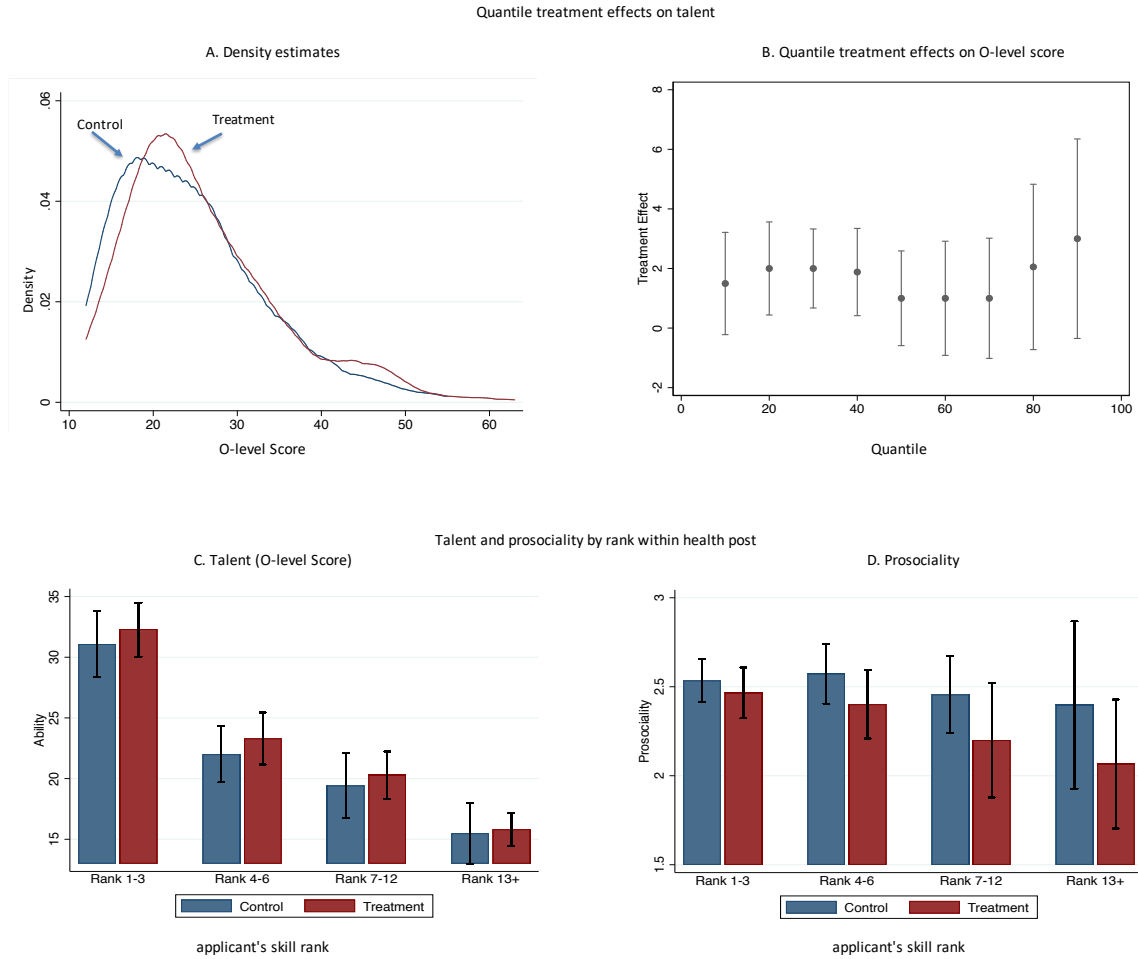 Quantile treatment effects on talent
A. Density estimates
.06
.04
.02
0
Density
Control
Treatment
10 20 30 40 50 60
O-level Score
B. Quantile treatment effects on O-level score
8
6
4
2
0
-2
Treatment Effect
0 20 40 60 80 100
Quantile
Talent and prosociality by rank within health post
C. Talent (O-level Score)
35
30
25
20
15
Ability
Rank 1-3 Rank 4-6 Rank 7-12 Rank 13+
Control Treatment
applicant's skill rank
D. Prosociality
3
2.5
2
1.5
Prosociality
Rank 1-3 Rank 4-6 Rank 7-12 Rank 13+
Control Treatment
applicant's skill rank